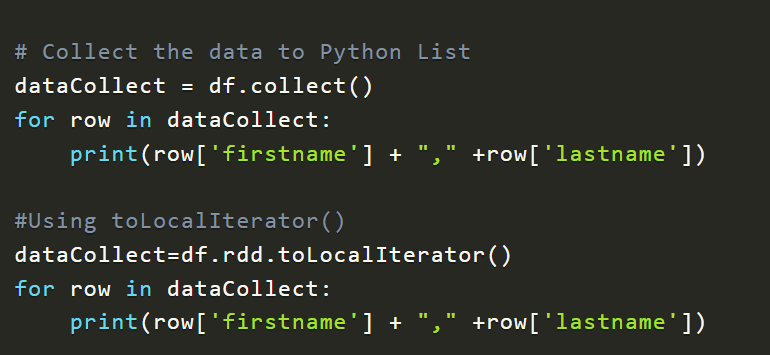 # Collect the data to Python List
dataCollect = df.collect()
for row in dataCollect:
    print(row['firstname'] + "," +row['lastname'])

#Using toLocalIterator()
dataCollect=df.rdd.toLocalIterator()
for row in dataCollect:
    print(row['firstname'] + "," +row['lastname'])